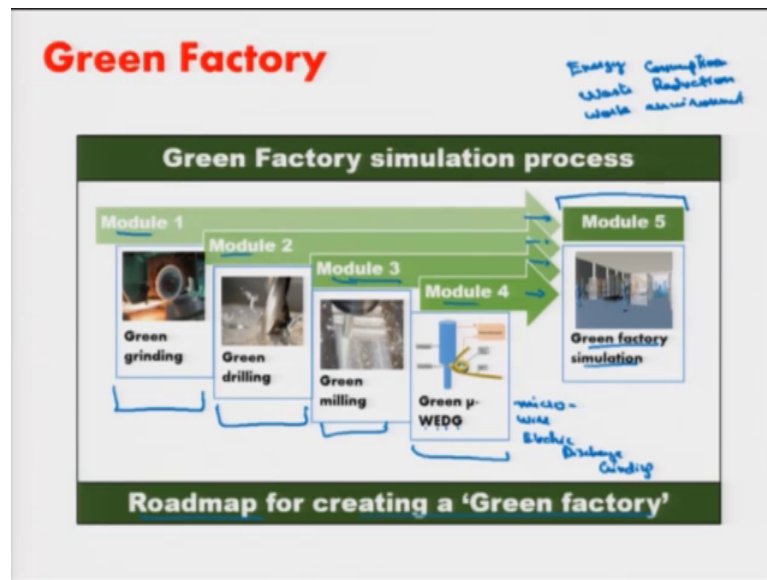 Green Factory
Energy Consumption
Waste Reduction
work environment
Green Factory simulation process
Module 1
Module 2
Module 3
Module 4
Module 5
Green
grinding
Green
drilling
Green
milling
Green μ-
WEDG
Green factory
simulation
micro-
wire
Electric
Discharge
Grinding
Roadmap for creating a ‘Green factory’